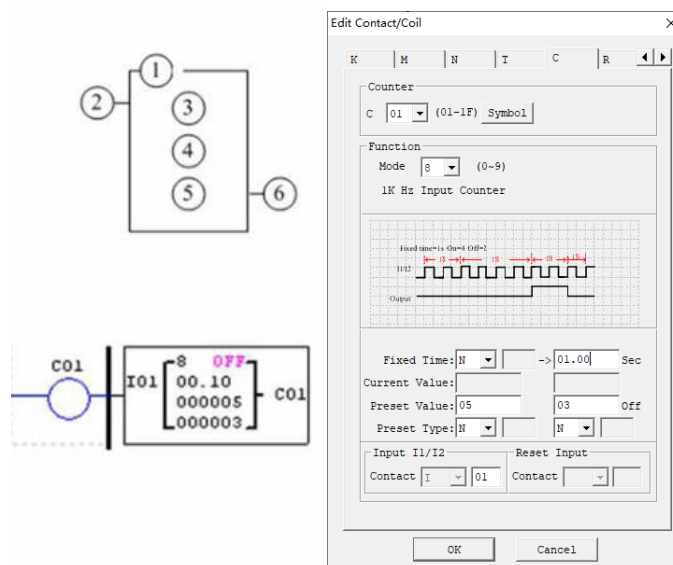 ①
②
③
④
⑤
⑥
C01
I01
8 OFF
00.10
000005
000003
C01
Edit Contact/Coil
K M N T C R
Counter
C 01 (01-1F) Symbol
Function
Mode 8 (0~9)
1K Hz Input Counter
Fixed time=1s On=4 Off=2
1S 1S 1S 1S
I1/I2
Output
Fixed Time: N -> 01.00 Sec
Current Value:
Preset Value: 05 03 Off
Preset Type: N N
Input I1/I2
Contact I 01
Reset Input
Contact
OK Cancel